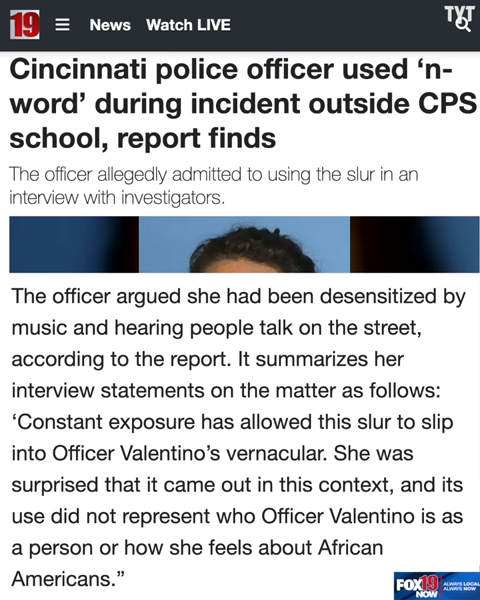 19 News Watch LIVE TYT
Cincinnati police officer used ‘n-
word’ during incident outside CPS
school, report finds
The officer allegedly admitted to using the slur in an
interview with investigators.
The officer argued she had been desensitized by
music and hearing people talk on the street,
according to the report. It summarizes her
interview statements on the matter as follows:
‘Constant exposure has allowed this slur to slip
into Officer Valentino’s vernacular. She was
surprised that it came out in this context, and its
use did not represent who Officer Valentino is as
a person or how she feels about African
Americans.”
FOX19 ALWAYS LOCAL
NOW ALWAYS NOW